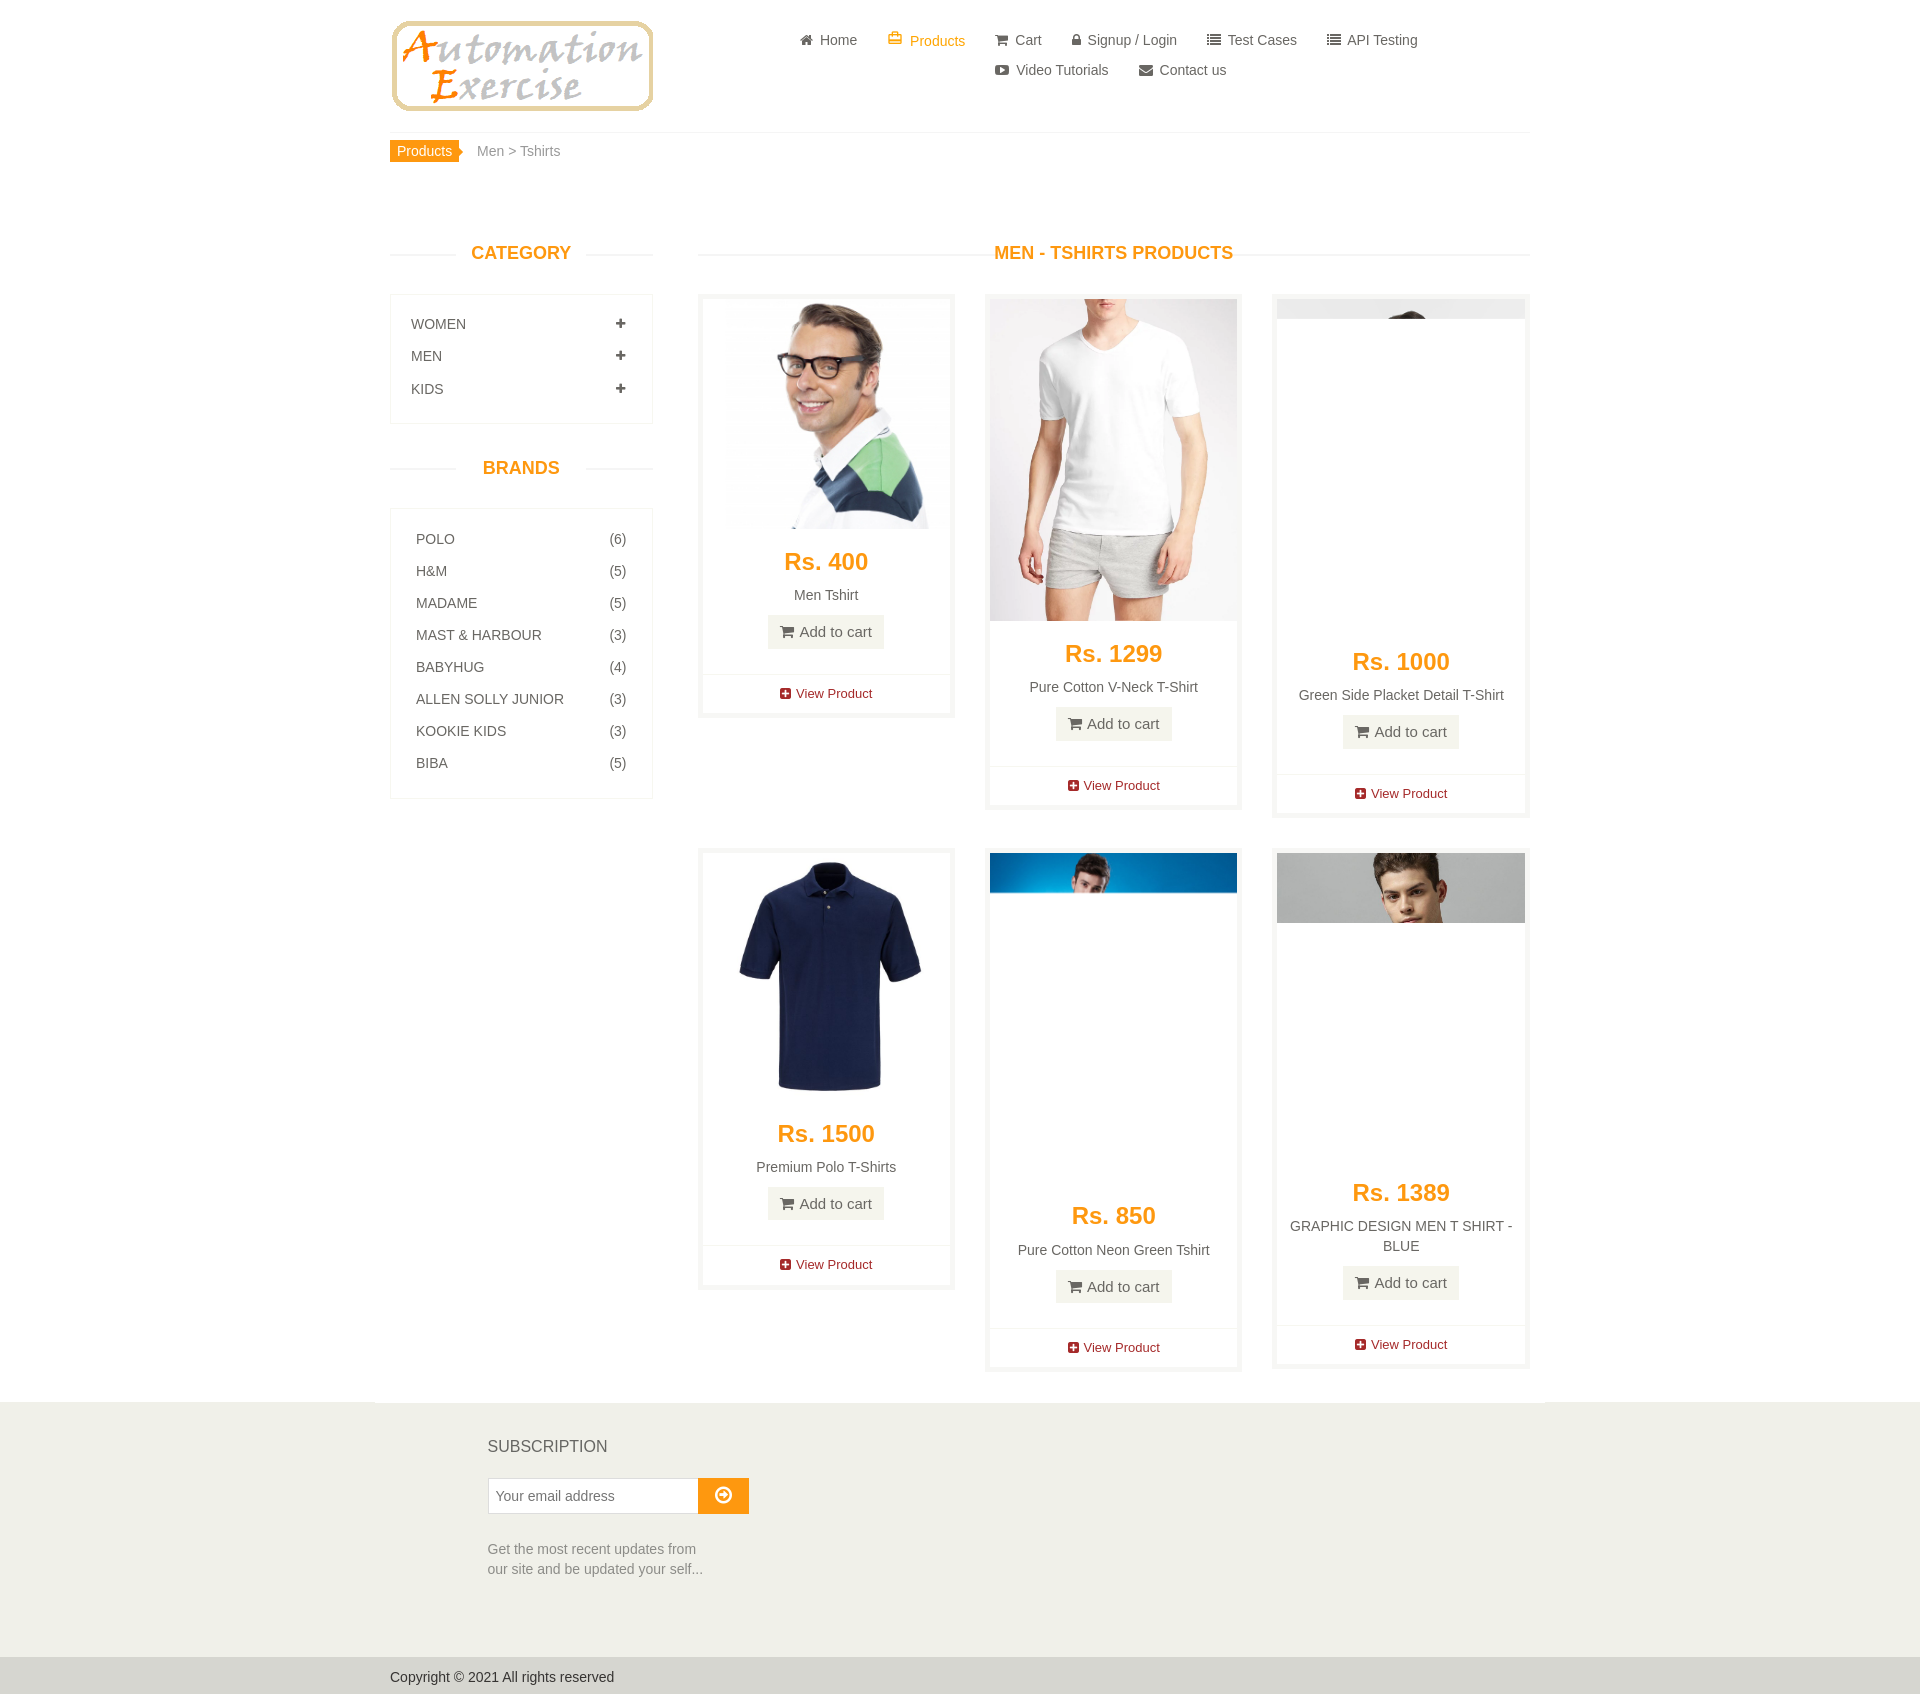 Automation
Exercise
Home
Products
Cart
Signup / Login
Test Cases
API Testing
Video Tutorials
Contact us
Products
Men > Tshirts
CATEGORY
WOMEN
MEN
KIDS
BRANDS
POLO (6)
H&M (5)
MADAME (5)
MAST & HARBOUR (3)
BABYHUG (4)
ALLEN SOLLY JUNIOR (3)
KOOKIE KIDS (3)
BIBA (5)
MEN - TSHIRTS PRODUCTS
Rs. 400
Men Tshirt
Add to cart
View Product
Rs. 1299
Pure Cotton V-Neck T-Shirt
Add to cart
View Product
Rs. 1000
Green Side Placket Detail T-Shirt
Add to cart
View Product
Rs. 1500
Premium Polo T-Shirts
Add to cart
View Product
Rs. 850
Pure Cotton Neon Green Tshirt
Add to cart
View Product
Rs. 1389
GRAPHIC DESIGN MEN T SHIRT -
BLUE
Add to cart
View Product
SUBSCRIPTION
Your email address
Get the most recent updates from
our site and be updated your self...
Copyright © 2021 All rights reserved